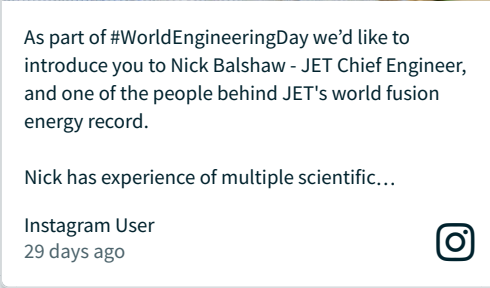 As part of #WorldEngineeringDay we’d like to
introduce you to Nick Balshaw - JET Chief Engineer,
and one of the people behind JET's world fusion
energy record.
Nick has experience of multiple scientific…
Instagram User
29 days ago